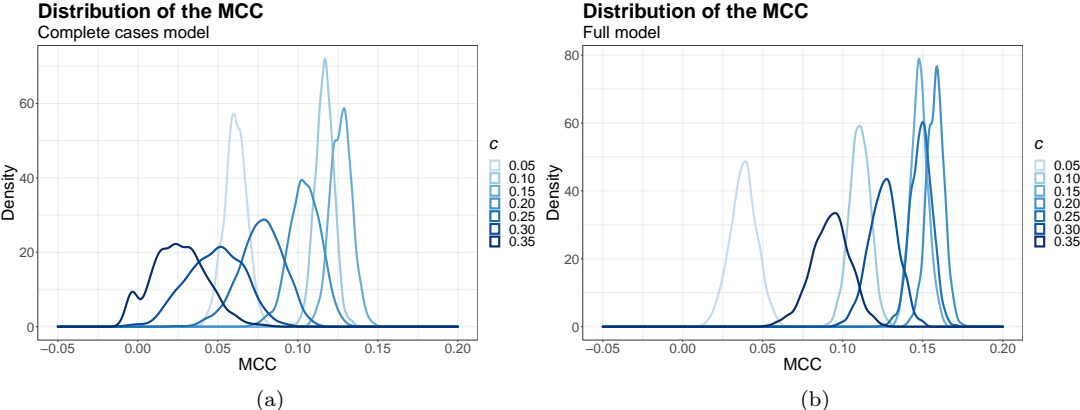 Distribution of the MCC
Complete cases model
Density
60
40
20
0
−0.05 0.00 0.05 0.10 0.15 0.20
MCC
c
0.05
0.10
0.15
0.20
0.25
0.30
0.35
(a)
Distribution of the MCC
Full model
Density
80
60
40
20
0
−0.05 0.00 0.05 0.10 0.15 0.20
MCC
c
0.05
0.10
0.15
0.20
0.25
0.30
0.35
(b)